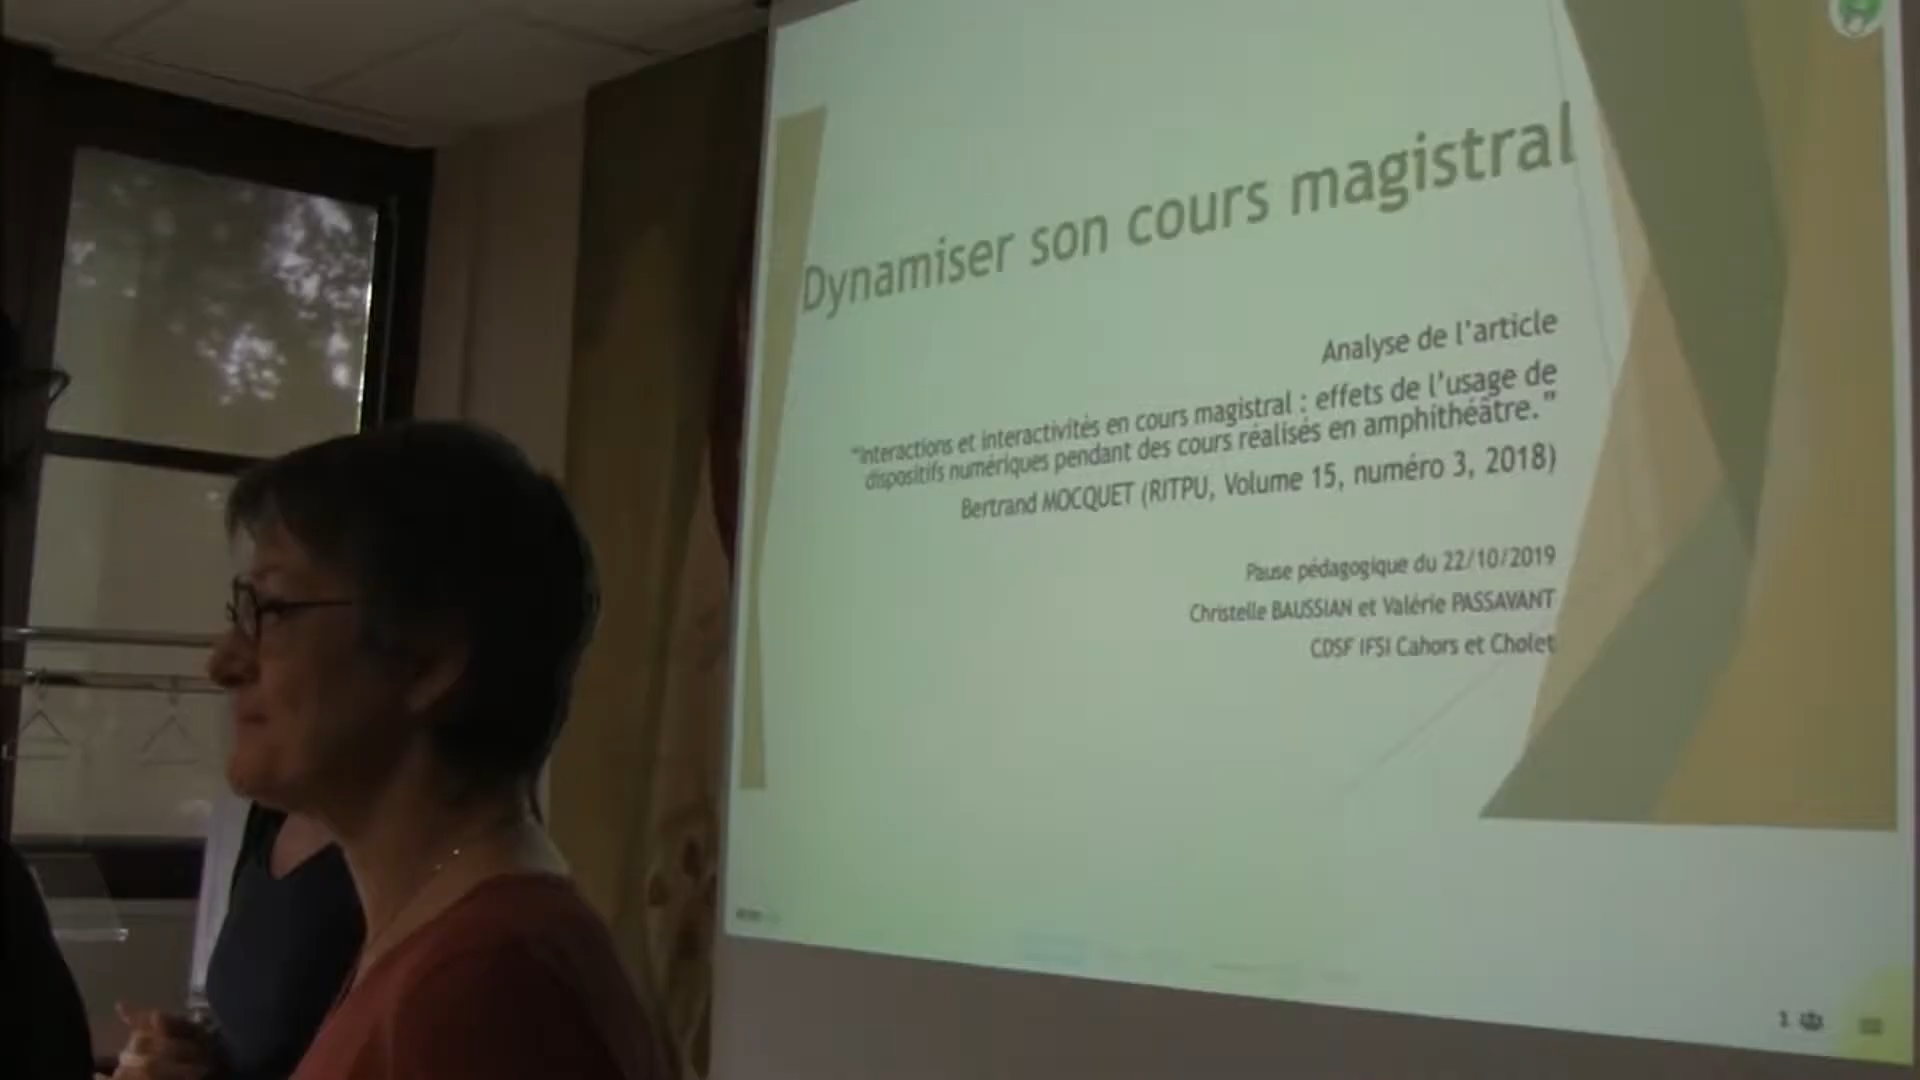 Dynamiser son cours magistral
Analyse de l'article
"Interactions et interactivités en cours magistral : effets de l'usage de
dispositifs numériques pendant des cours réalisés en amphithéâtre."
Bertrand MOCQUET (RITPU, Volume 15, numéro 3, 2018)
Pause pédagogique du 22/10/2019
Christelle BAUSSIAN et Valérie PASSAVANT
CDSF IFSI Cahors et Cholet
1